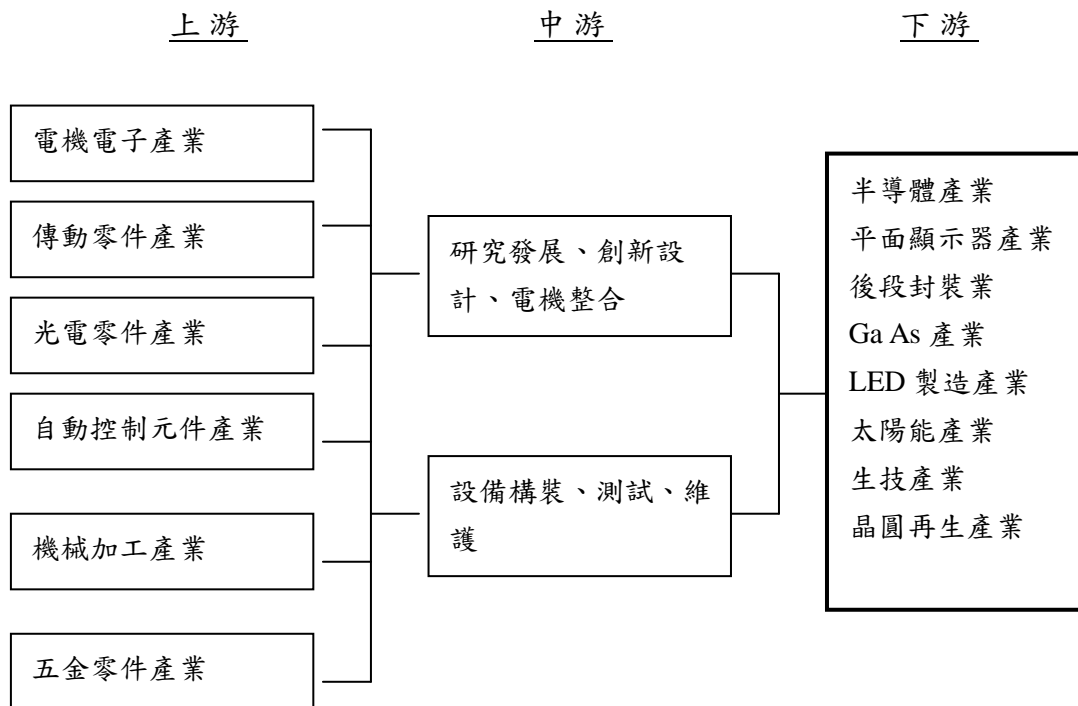 上游
中游
下游
電機電子產業
傳動零件產業
光電零件產業
自動控制元件產業
機械加工產業
五金零件產業
研究發展、創新設
計、電機整合
設備構裝、測試、維
護
半導體產業
平面顯示器產業
後段封裝業
Ga As 產業
LED 製造產業
太陽能產業
生技產業
晶圓再生產業